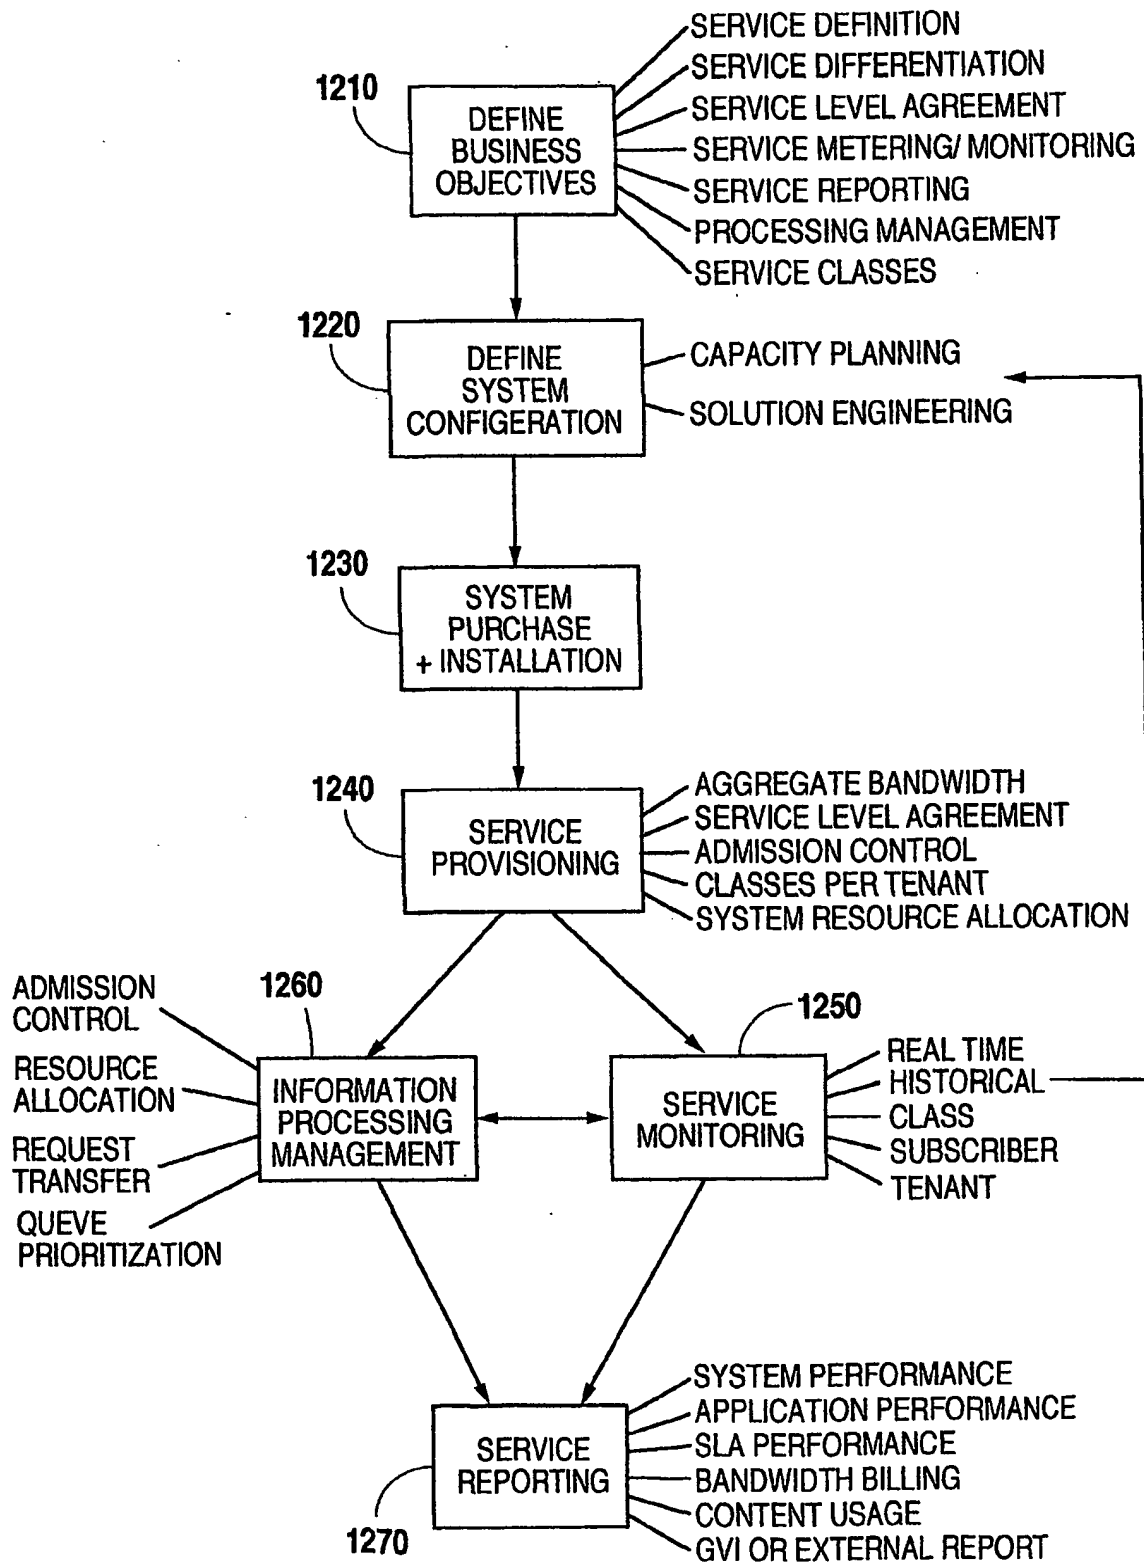 1210
DEFINE
BUSINESS
OBJECTIVES
SERVICE DEFINITION
SERVICE DIFFERENTIATION
SERVICE LEVEL AGREEMENT
SERVICE METERING/ MONITORING
SERVICE REPORTING
PROCESSING MANAGEMENT
SERVICE CLASSES
1220
DEFINE
SYSTEM
CONFIGERATION
CAPACITY PLANNING
SOLUTION ENGINEERING
1230
SYSTEM
PURCHASE
+ INSTALLATION
1240
SERVICE
PROVISIONING
AGGREGATE BANDWIDTH
SERVICE LEVEL AGREEMENT
ADMISSION CONTROL
CLASSES PER TENANT
SYSTEM RESOURCE ALLOCATION
ADMISSION
CONTROL
RESOURCE
ALLOCATION
REQUEST
TRANSFER
QUEVE
PRIORITIZATION
1260
INFORMATION
PROCESSING
MANAGEMENT
1250
SERVICE
MONITORING
REAL TIME
HISTORICAL
CLASS
SUBSCRIBER
TENANT
SERVICE
REPORTING
1270
SYSTEM PERFORMANCE
APPLICATION PERFORMANCE
SLA PERFORMANCE
BANDWIDTH BILLING
CONTENT USAGE
GVI OR EXTERNAL REPORT